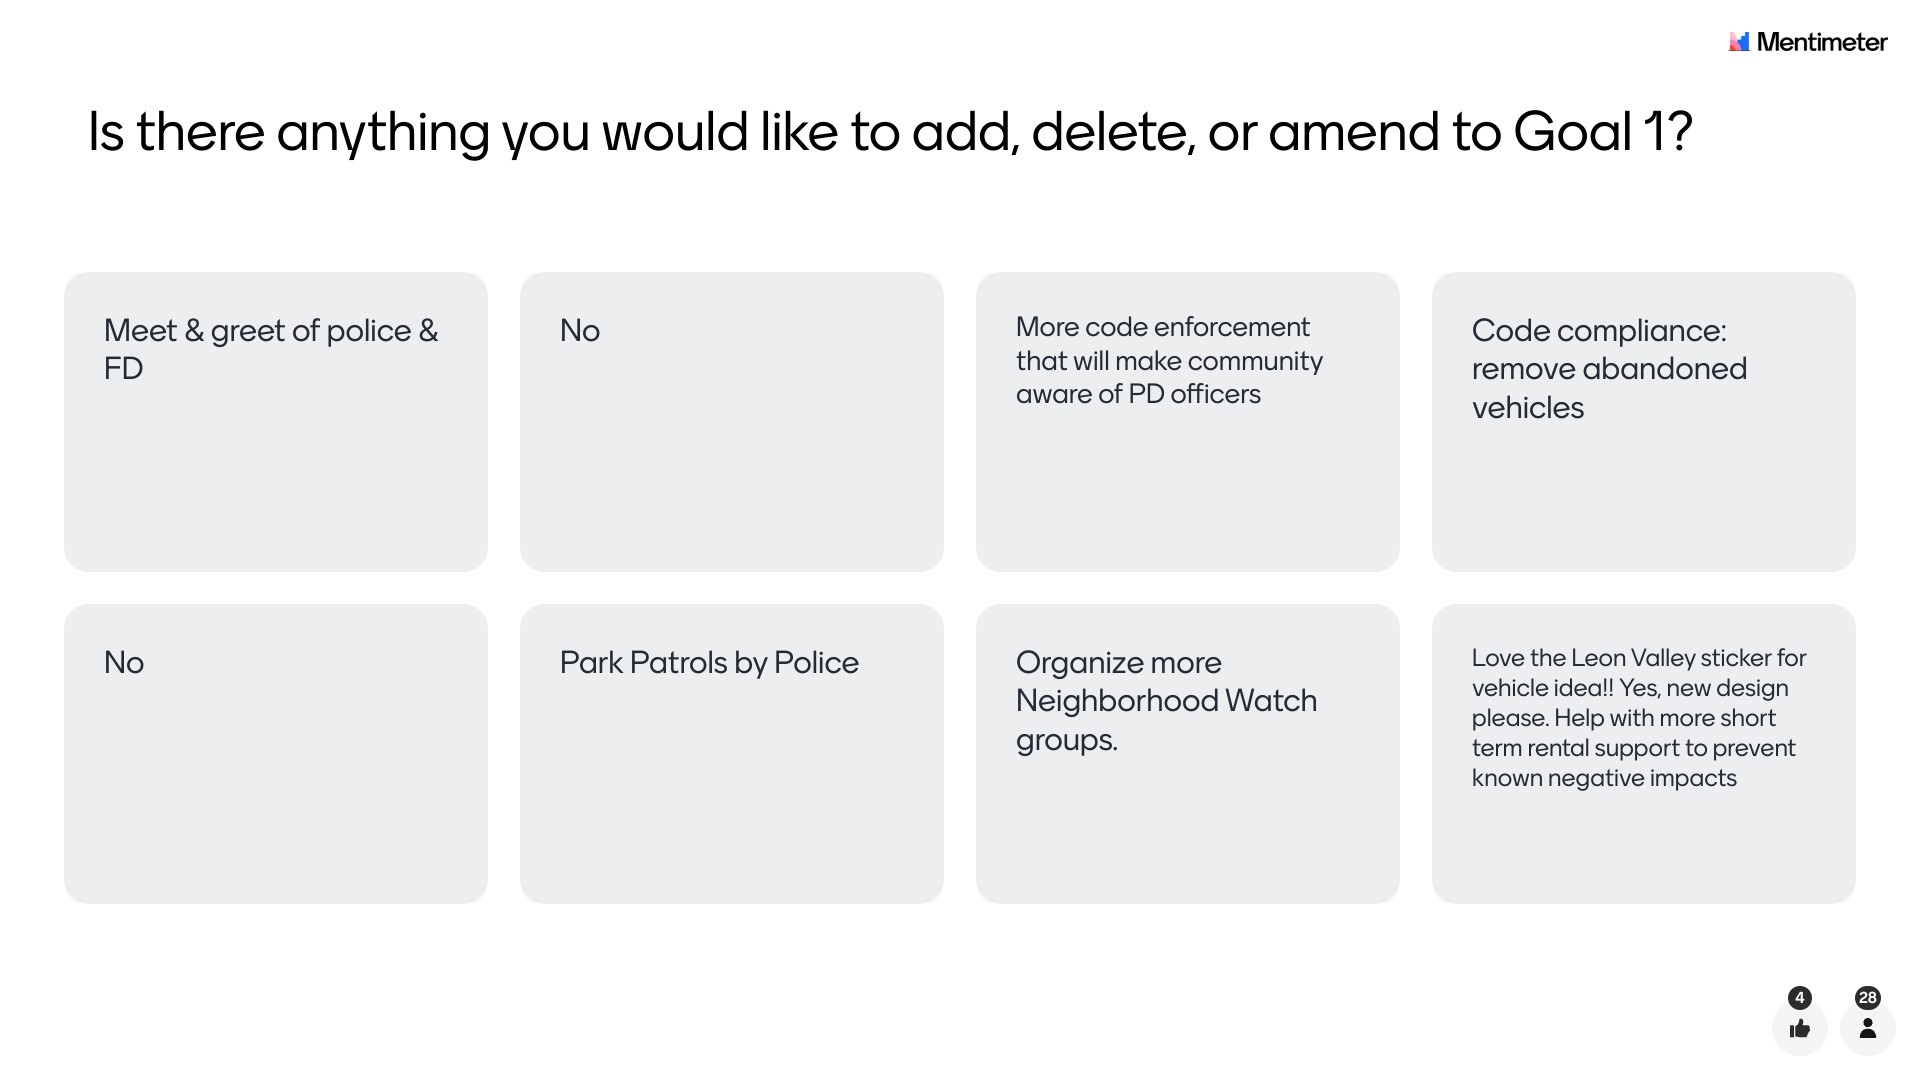 Mentimeter
Is there anything you would like to add, delete, or amend to Goal 1?
Meet & greet of police &
FD
No
More code enforcement
that will make community
aware of PD officers
Code compliance:
remove abandoned
vehicles
No
Park Patrols by Police
Organize more
Neighborhood Watch
groups.
Love the Leon Valley sticker for
vehicle idea!! Yes, new design
please. Help with more short
term rental support to prevent
known negative impacts
4
28